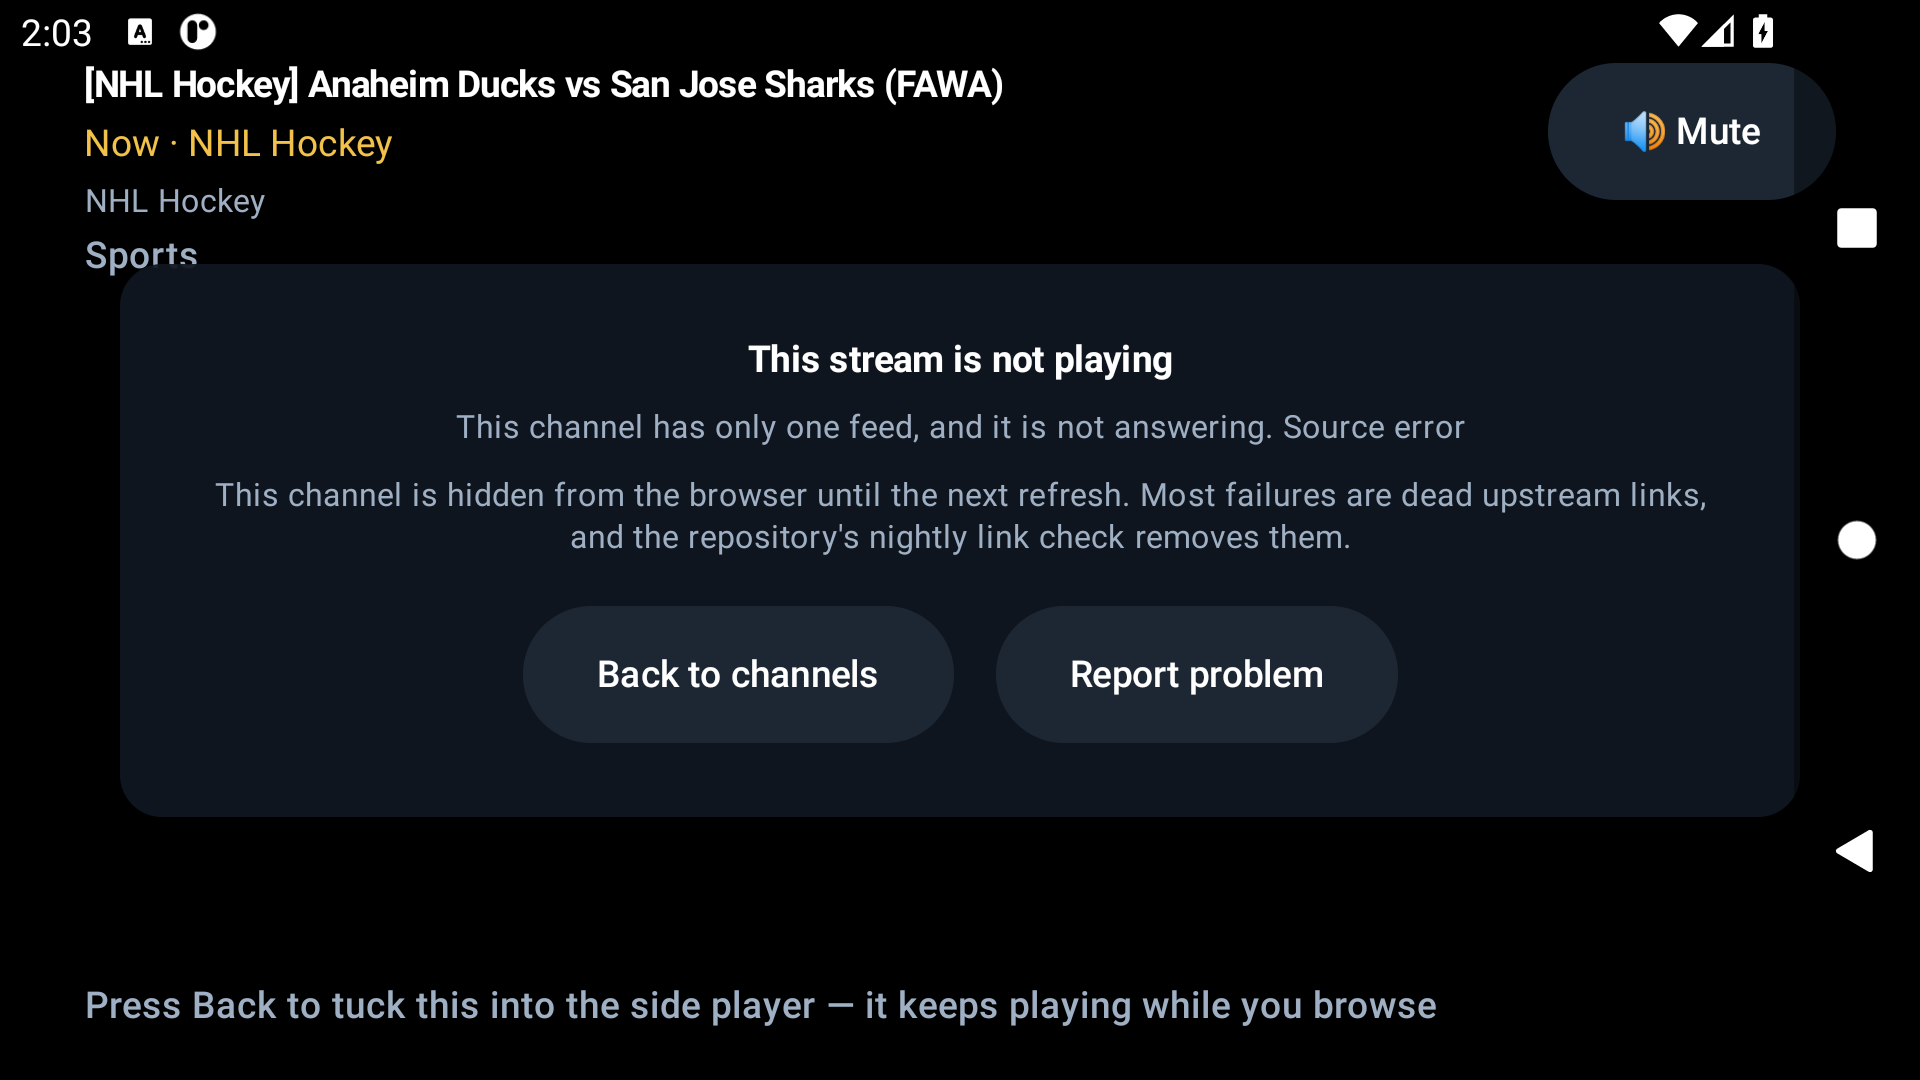 2:03
[NHL Hockey] Anaheim Ducks vs San Jose Sharks (FAWA)
Now · NHL Hockey
NHL Hockey
Sports
🔊 Mute
This stream is not playing
This channel has only one feed, and it is not answering. Source error
This channel is hidden from the browser until the next refresh. Most failures are dead upstream links,
and the repository's nightly link check removes them.
Back to channels
Report problem
Press Back to tuck this into the side player — it keeps playing while you browse